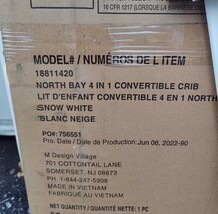 16 CFR 1217 (LORSQUE LA BARRIÈRE
MODEL# / NUMÉROS DE L ITEM
18811420
NORTH BAY 4 IN 1 CONVERTIBLE CRIB
LIT D'ENFANT CONVERTIBLE 4 EN 1 NORTH
SNOW WHITE
BLANC NEIGE
PO#: 756551
Pro. Date / Date de Production: Jun 06, 2022-90
M Design Village
701 COTTONTAIL LANE
SOMERSET, NJ 08873
PH: 1-844-347-5908
MADE IN VIETNAM
FABRIQUÉ AU VIETNAM
NET QUANTITY / QUANTITÉ NETTE: 1 PC